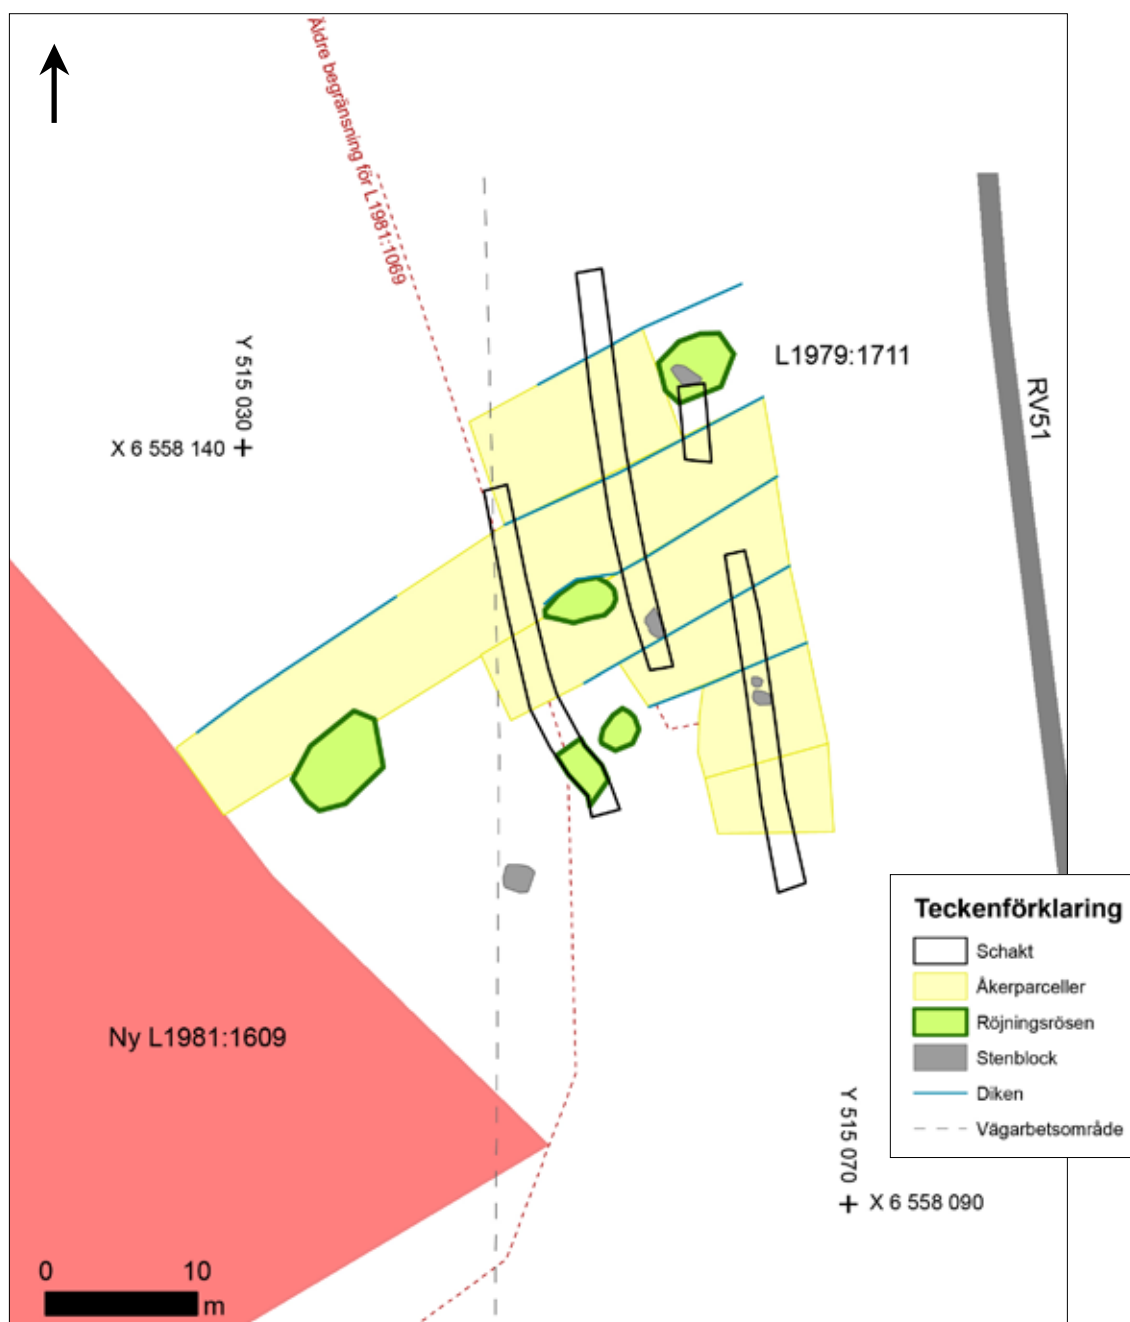 Äldre begränsning för L1981:1069
Y 515 030
X 6 558 140
L1979:1711
RV51
Teckenförklaring
Schakt
Åkerparceller
Röjningsrösen
Stenblock
Diken
Vägarbetsområde
Ny L1981:1609
Y 515 070
X 6 558 090
0 10
m